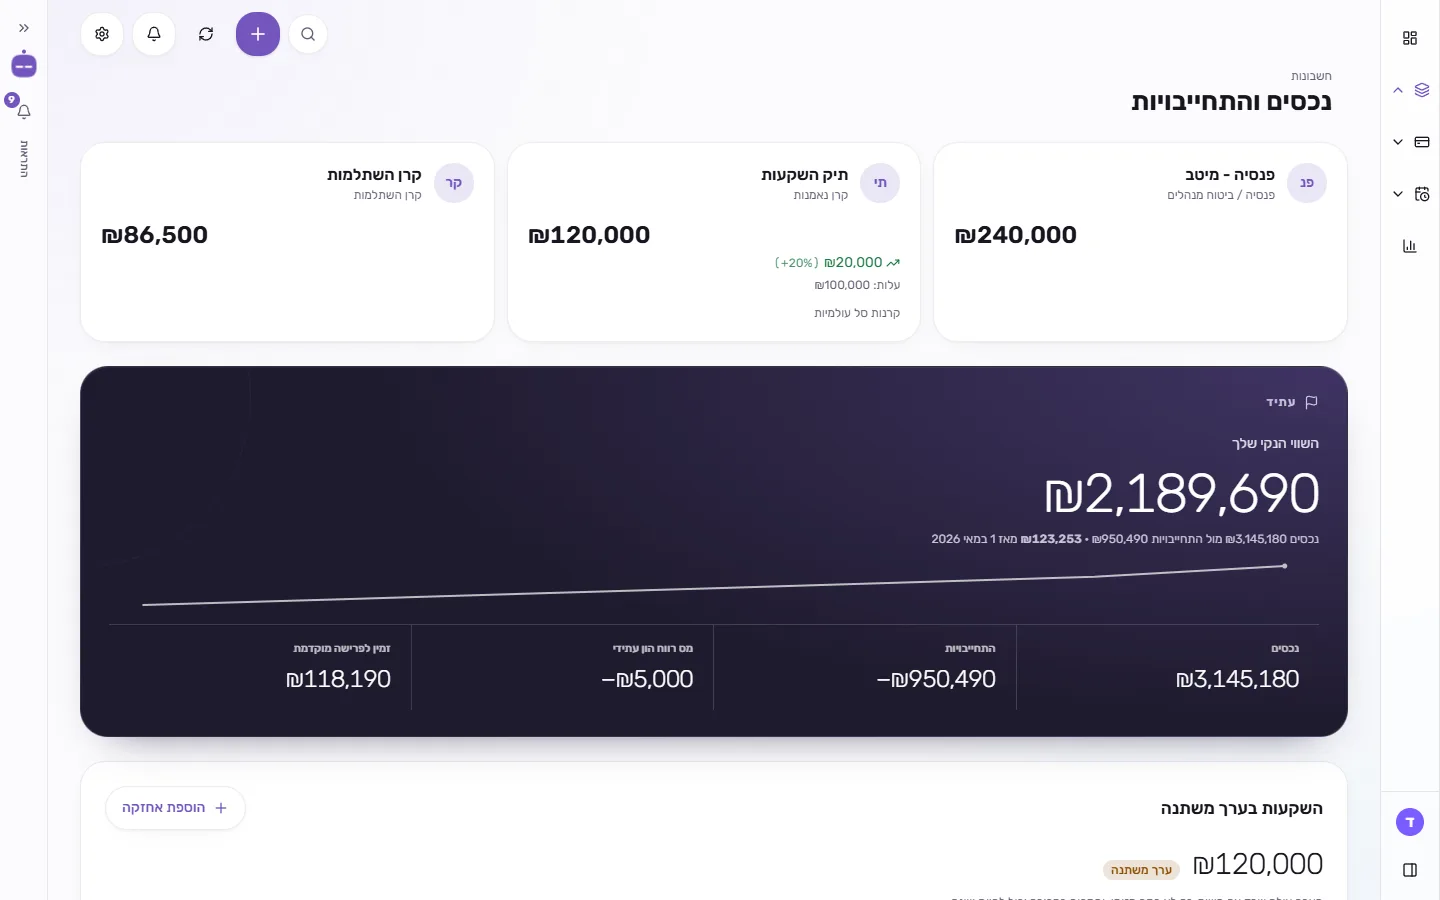 חשבונות
נכסים והתחייבויות
9
התראות
פנ
פנסיה - מיטב
פנסיה / ביטוח מנהלים
₪240,000
תי
תיק השקעות
קרן נאמנות
₪120,000
₪20,000 (+20%)
עלות: ₪100,000
קרנות סל עולמיות
קר
קרן השתלמות
קרן השתלמות
₪86,500
עתיד
השווי הנקי שלך
₪2,189,690
נכסים ₪3,145,180 מול התחייבויות ₪950,490 · ₪123,253 מאז 1 במאי 2026
נכסים
₪3,145,180
התחייבויות
−₪950,490
מס רווח הון עתידי
−₪5,000
זמין לפרישה מוקדמת
₪118,190
השקעות בערך משתנה
הוספת אחזקה
₪120,000 ערך משתנה
ד